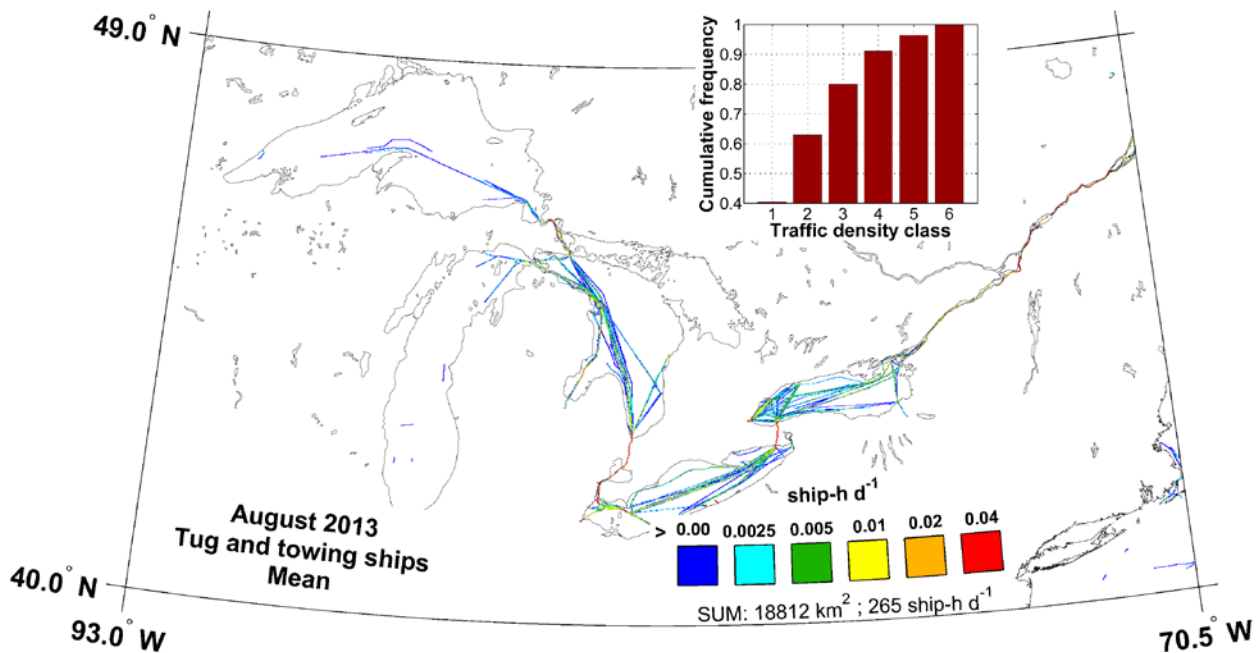 49.0° N
1
0.9
0.8
0.7
0.6
0.5
0.4
Cumulative frequency
1 2 3 4 5 6
Traffic density class
August 2013
Tug and towing ships
Mean
ship-h d⁻¹
> 0.00 0.0025 0.005 0.01 0.02 0.04
SUM: 18812 km² ; 265 ship-h d⁻¹
40.0° N
93.0° W
70.5° W